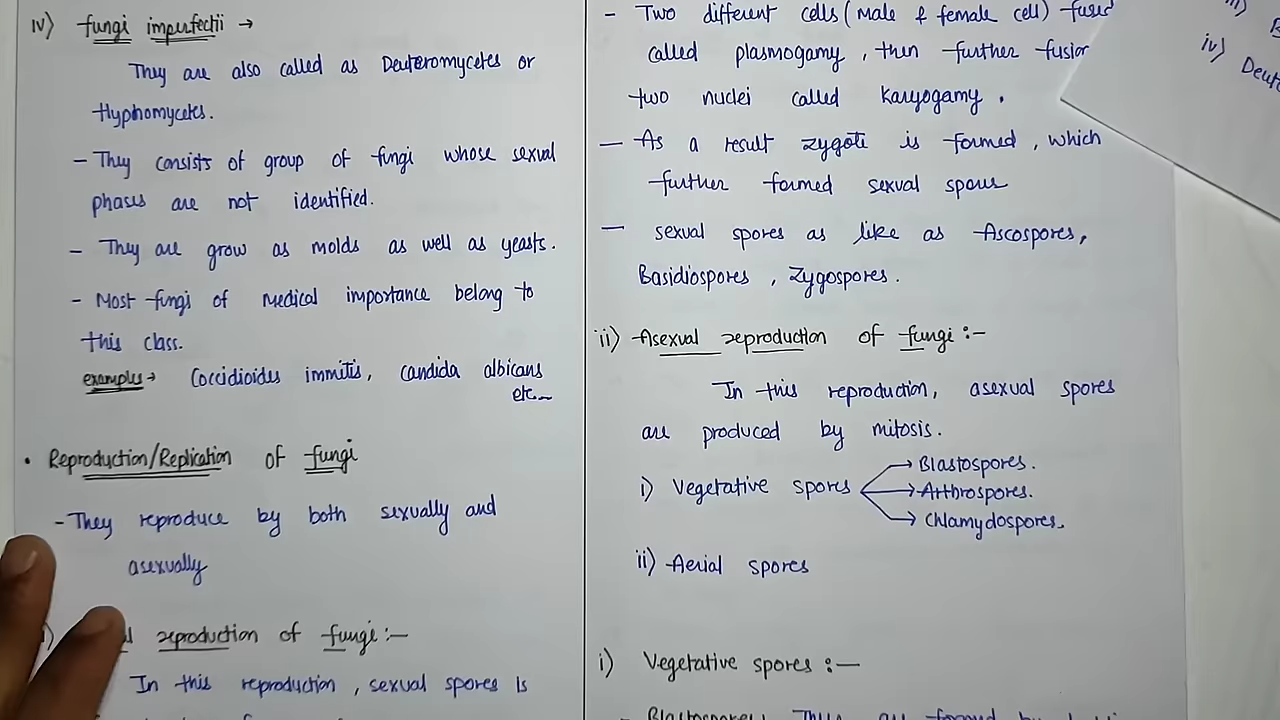 iv) fungi imperfectii →
They are also called as Deuteromycetes or
Hyphomycetes.
- They consists of group of fungi whose sexual
phases are not identified.
- They are grow as molds as well as yeasts.
- Most fungi of Medical importance belong to
this class.
examples → Coccidioides immitis, candida albicans
etc
• Reproduction/Replication of fungi
- They reproduce by both sexually and
asexually
reproduction of fungi:-
In this reproduction, sexual spores is
- Two different cells (male & female cell) fused
called plasmogamy, then further fusion
two nuclei called Karyogamy.
- As a result zygote is formed, which
further formed sexual spores
- sexual spores as like as Ascospores,
Basidiospores, Zygospores.
ii) Asexual reproduction of fungi:-
In this reproduction, asexual spores
are produced by mitosis.
i) Vegetative spores → Blastospores.
→ Arthrospores.
→ Chlamydospores.
ii) Aerial spores
i) Vegetative spores:-
iv)